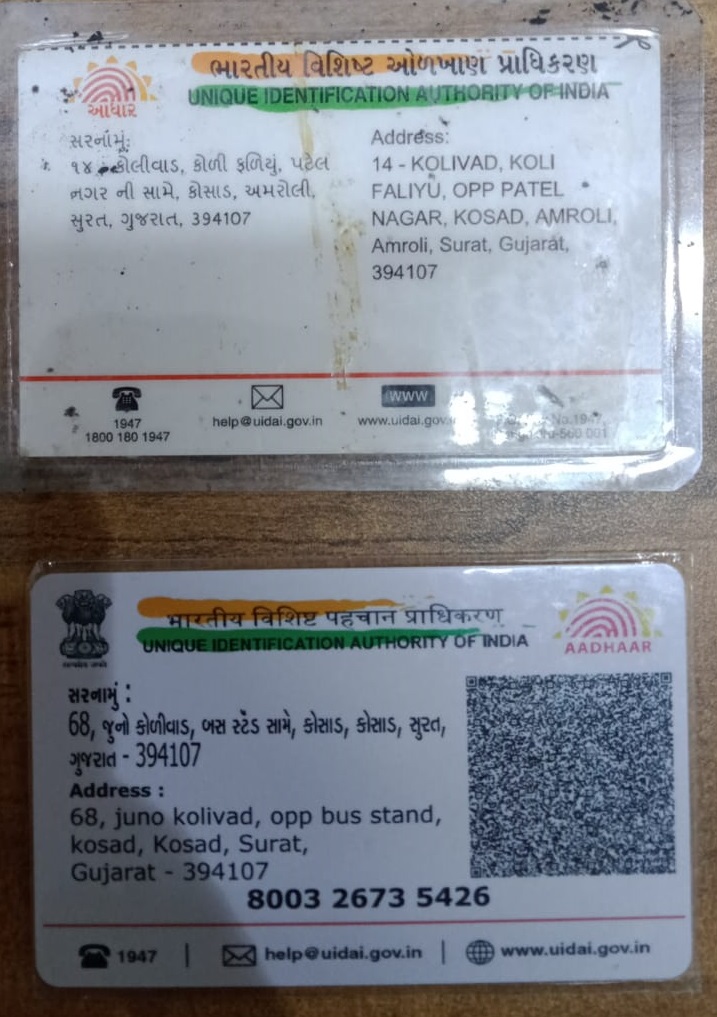 ભારતીય વિશિષ્ટ ઓળખાણ પ્રાધિકરણ
UNIQUE IDENTIFICATION AUTHORITY OF INDIA
આધાર
સરનામું:
૧૪ - કોલીવાડ, કોળી ફળિયું, પટેલ
નગર ની સામે, કોસાડ, અમરોલી,
સુરત, ગુજરાત, 394107
Address:
14 - KOLIVAD, KOLI
FALIYU, OPP PATEL
NAGAR, KOSAD, AMROLI,
Amroli, Surat, Gujarat,
394107
1947
1800 180 1947
help@uidai.gov.in
www
www.uidai.gov.in
No.1947,
560 001
भारतीय विशिष्ट पहचान प्राधिकरण
UNIQUE IDENTIFICATION AUTHORITY OF INDIA
AADHAAR
સરનામું :
68, જુનો કોળીવાડ, બસ સ્ટેંડ સામે, કોસાડ, કોસાડ, સુરત,
ગુજરાત - 394107
Address :
68, juno kolivad, opp bus stand,
kosad, Kosad, Surat,
Gujarat - 394107
8003 2673 5426
1947
help@uidai.gov.in
www.uidai.gov.in